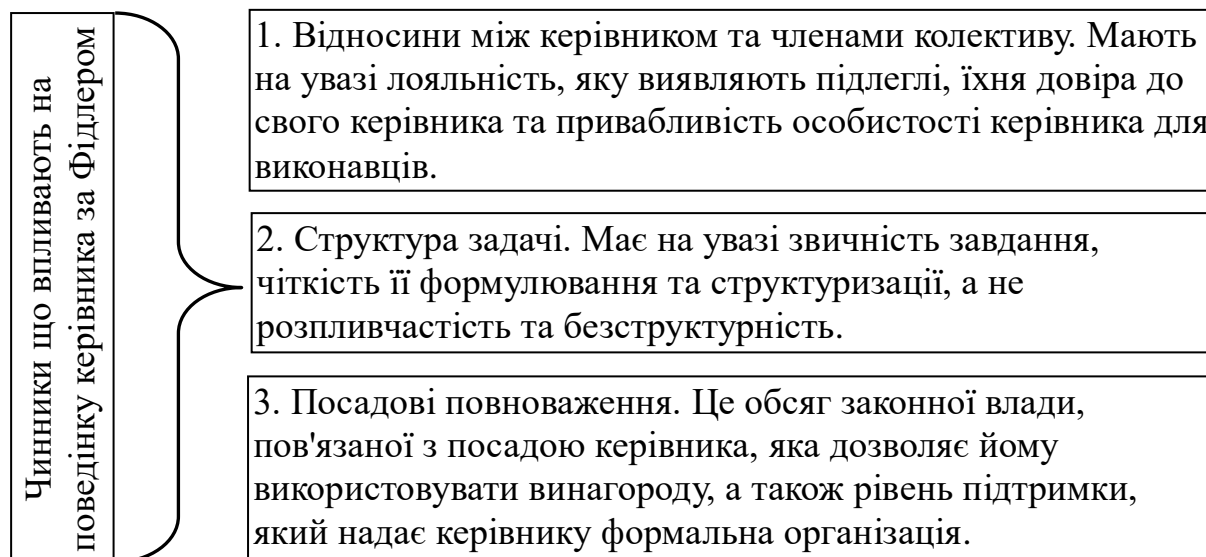 Чинники що впливають на
поведінку керівника за Фідлером
1. Відносини між керівником та членами колективу. Мають
на увазі лояльність, яку виявляють підлеглі, їхня довіра до
свого керівника та привабливість особистості керівника для
виконавців.
2. Структура задачі. Має на увазі звичність завдання,
чіткість її формулювання та структуризації, а не
розпливчастість та безструктурність.
3. Посадові повноваження. Це обсяг законної влади,
пов'язаної з посадою керівника, яка дозволяє йому
використовувати винагороду, а також рівень підтримки,
який надає керівнику формальна організація.